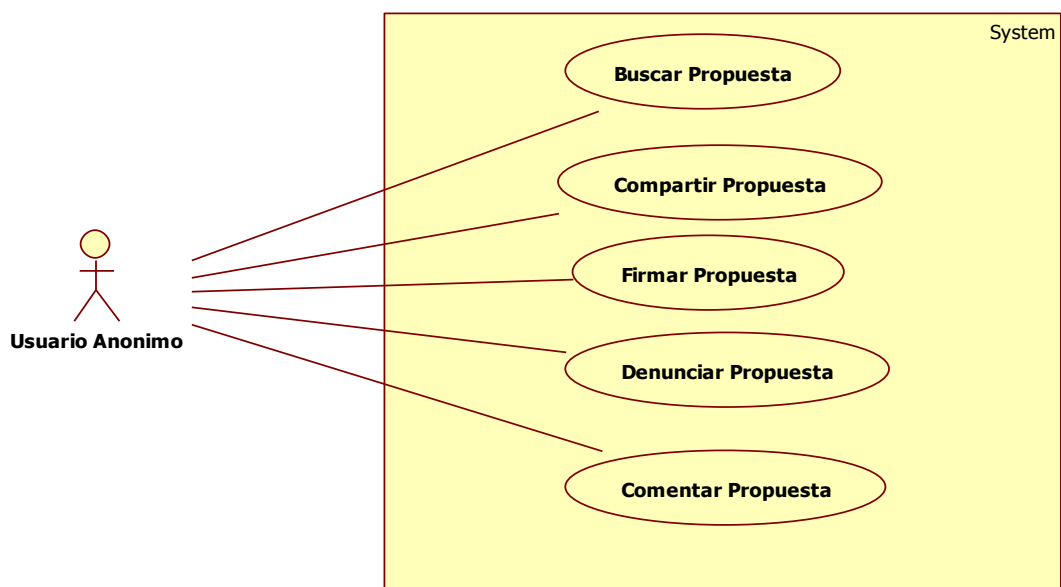 System
Buscar Propuesta
Compartir Propuesta
Firmar Propuesta
Usuario Anonimo
Denunciar Propuesta
Comentar Propuesta